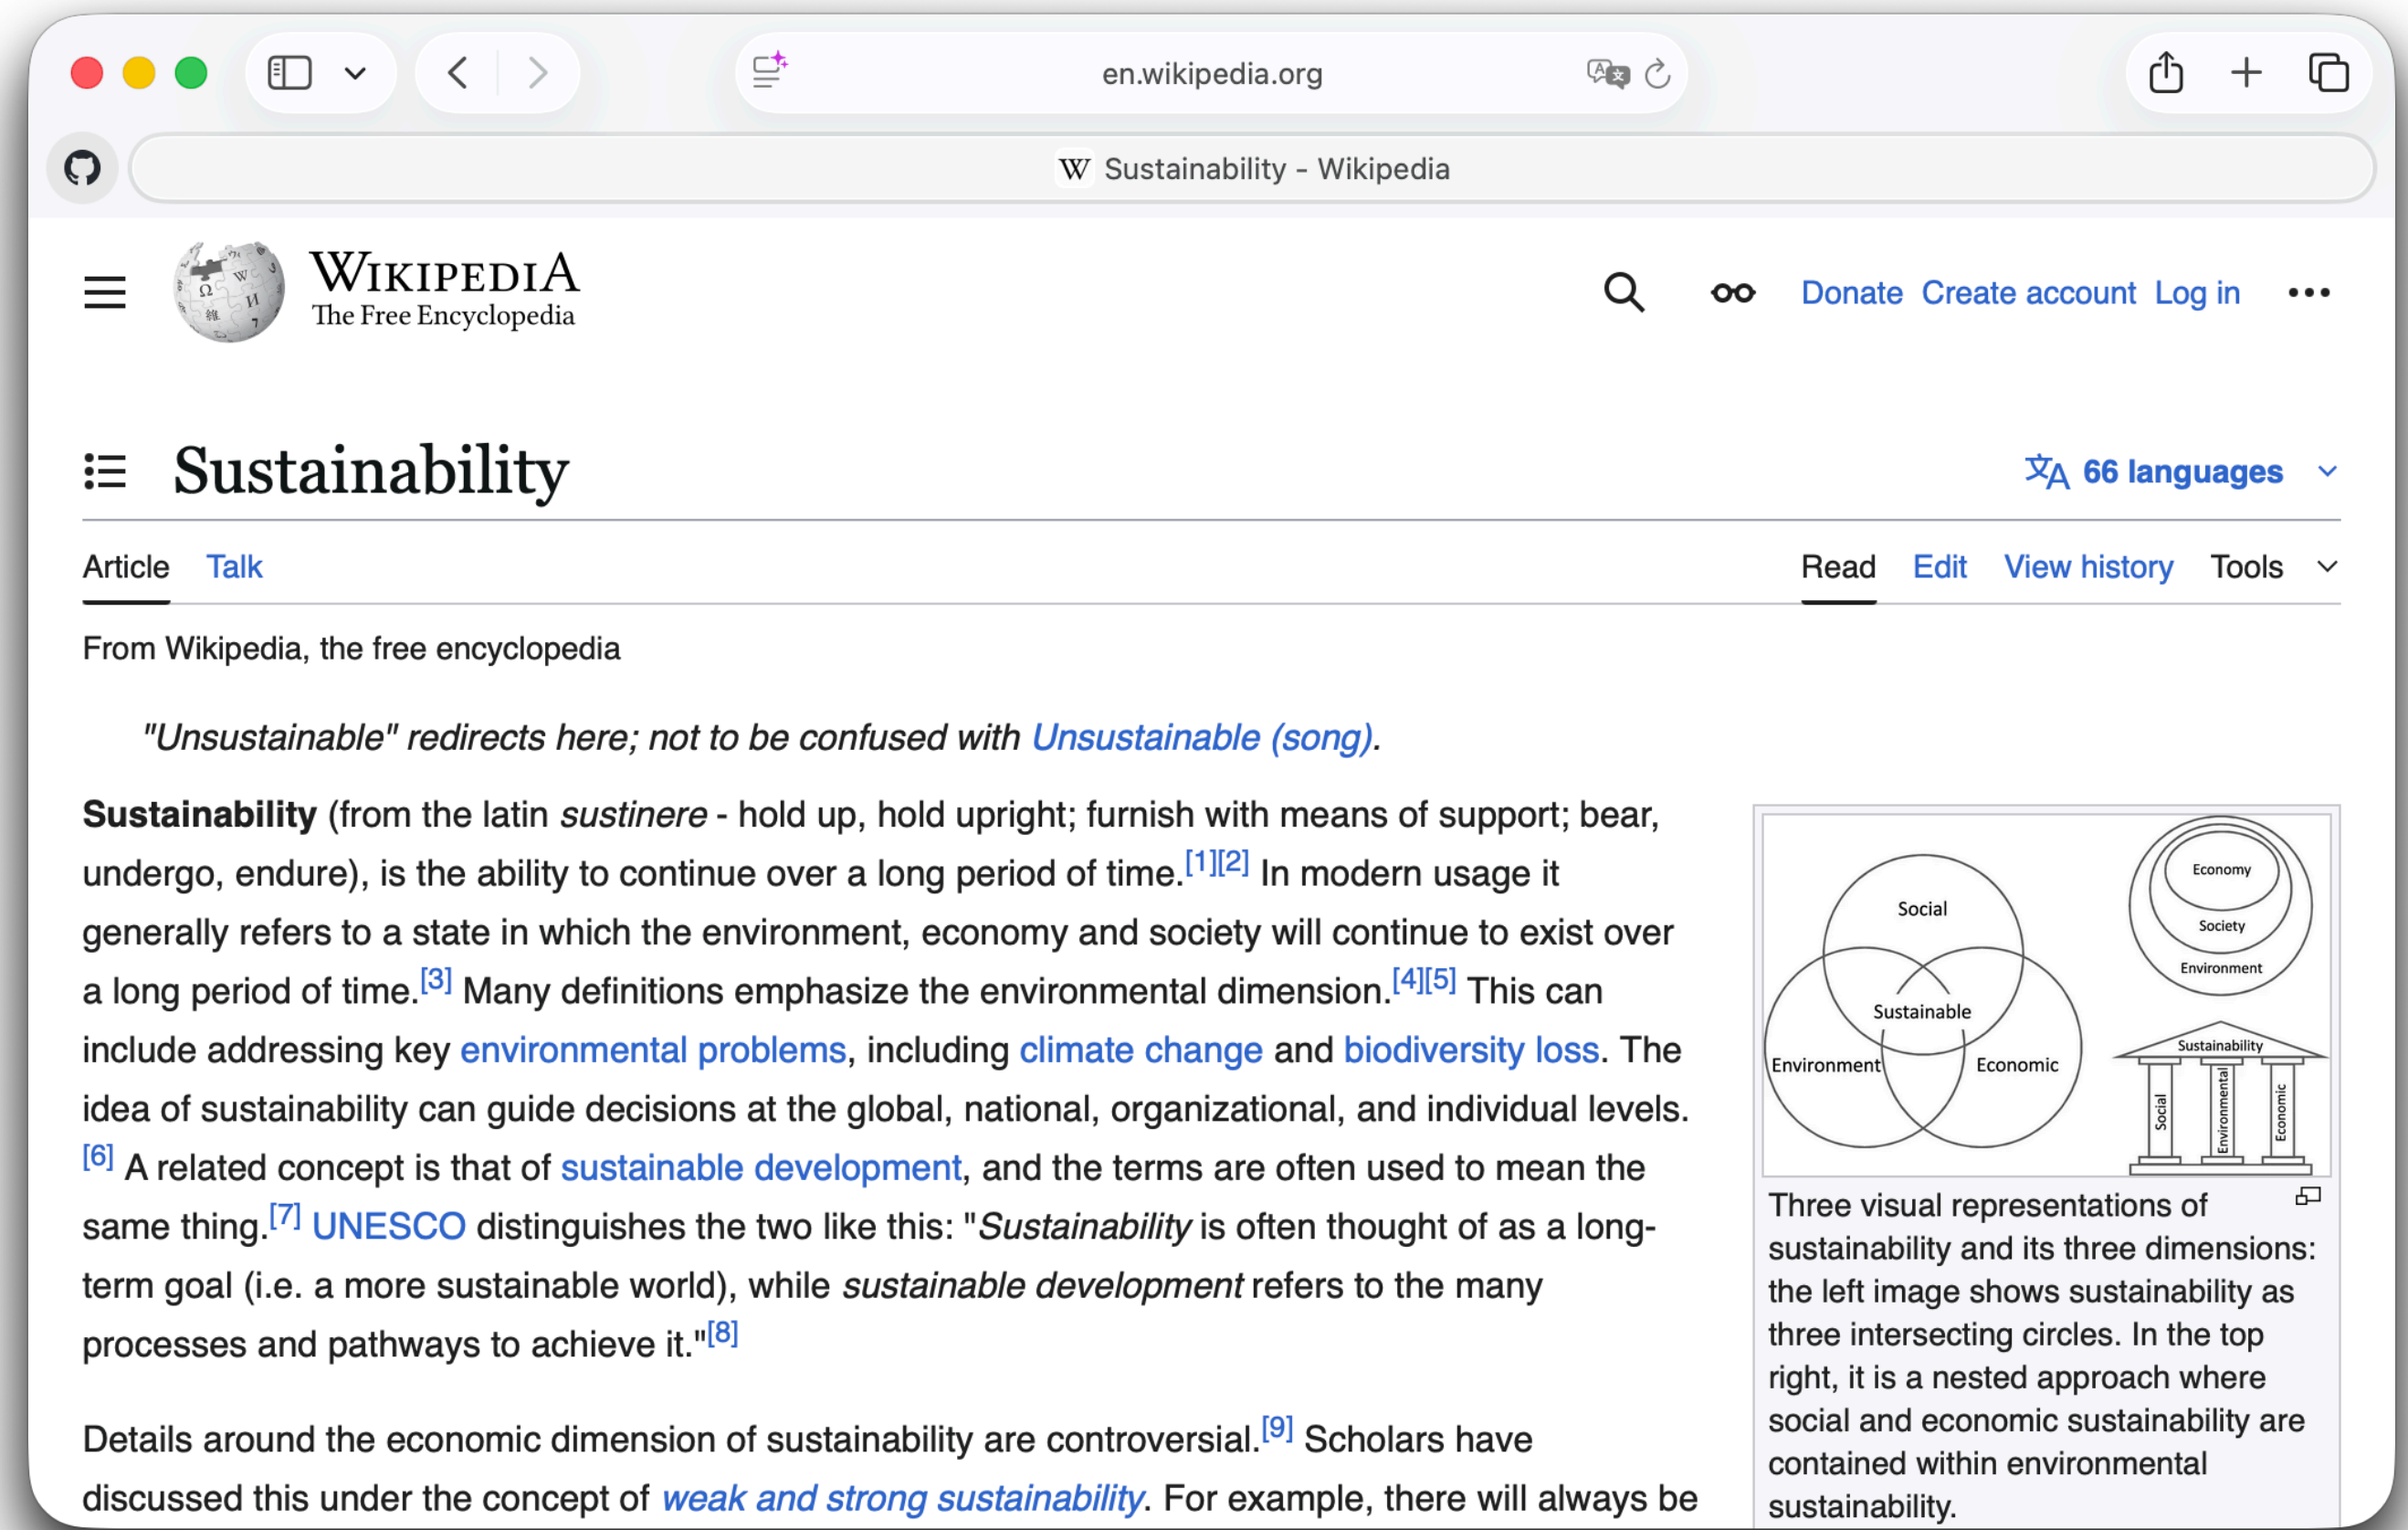 en.wikipedia.org
Sustainability - Wikipedia
WIKIPEDIA
The Free Encyclopedia
Donate Create account Log in
Sustainability
66 languages
Article Talk
Read Edit View history Tools
From Wikipedia, the free encyclopedia
"Unsustainable" redirects here; not to be confused with Unsustainable (song).
Sustainability (from the latin sustinere - hold up, hold upright; furnish with means of support; bear,
undergo, endure), is the ability to continue over a long period of time.[1][2] In modern usage it
generally refers to a state in which the environment, economy and society will continue to exist over
a long period of time.[3] Many definitions emphasize the environmental dimension.[4][5] This can
include addressing key environmental problems, including climate change and biodiversity loss. The
idea of sustainability can guide decisions at the global, national, organizational, and individual levels.
[6] A related concept is that of sustainable development, and the terms are often used to mean the
same thing.[7] UNESCO distinguishes the two like this: "Sustainability is often thought of as a long-
term goal (i.e. a more sustainable world), while sustainable development refers to the many
processes and pathways to achieve it."[8]
Details around the economic dimension of sustainability are controversial.[9] Scholars have
discussed this under the concept of weak and strong sustainability. For example, there will always be
Social
Sustainable
Environment
Economic
Economy
Society
Environment
Sustainability
Social
Environmental
Economic
Three visual representations of
sustainability and its three dimensions:
the left image shows sustainability as
three intersecting circles. In the top
right, it is a nested approach where
social and economic sustainability are
contained within environmental
sustainability.